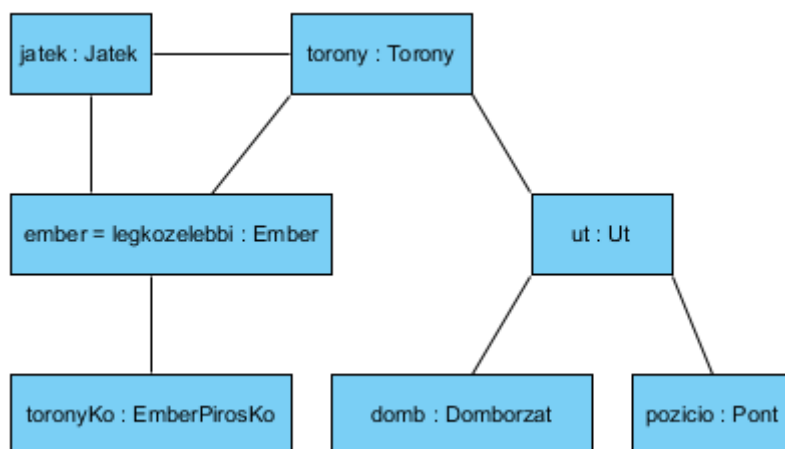 jatek : Jatek
torony : Torony
ember = legkozelebbi : Ember
ut : Ut
toronyKo : EmberPirosKo
domb : Domborzat
pozicio : Pont